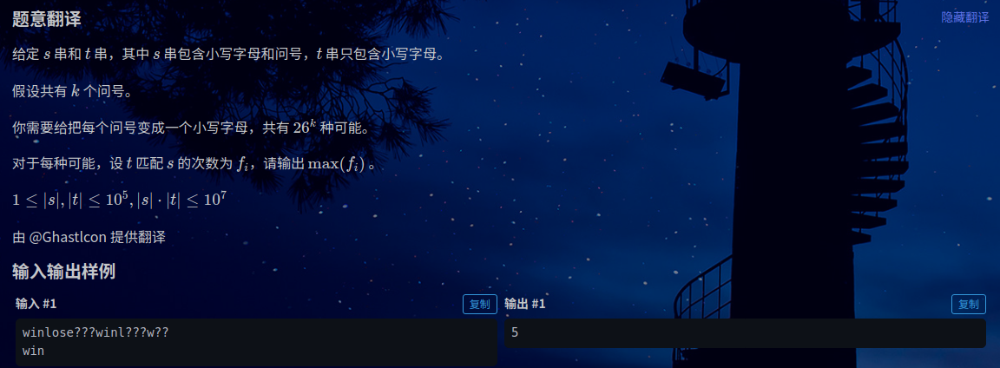 题意翻译
隐藏翻译
给定 s 串和 t 串，其中 s 串包含小写字母和问号，t 串只包含小写字母。
假设共有 k 个问号。
你需要给把每个问号变成一个小写字母，共有 26^k 种可能。
对于每种可能，设 t 匹配 s 的次数为 f_i，请输出 max(f_i) 。
1 ≤ |s|, |t| ≤ 10^5, |s| · |t| ≤ 10^7
由 @Ghastlcon 提供翻译
输入输出样例
输入 #1
复制
winlose???winl???w??
win
输出 #1
复制
5